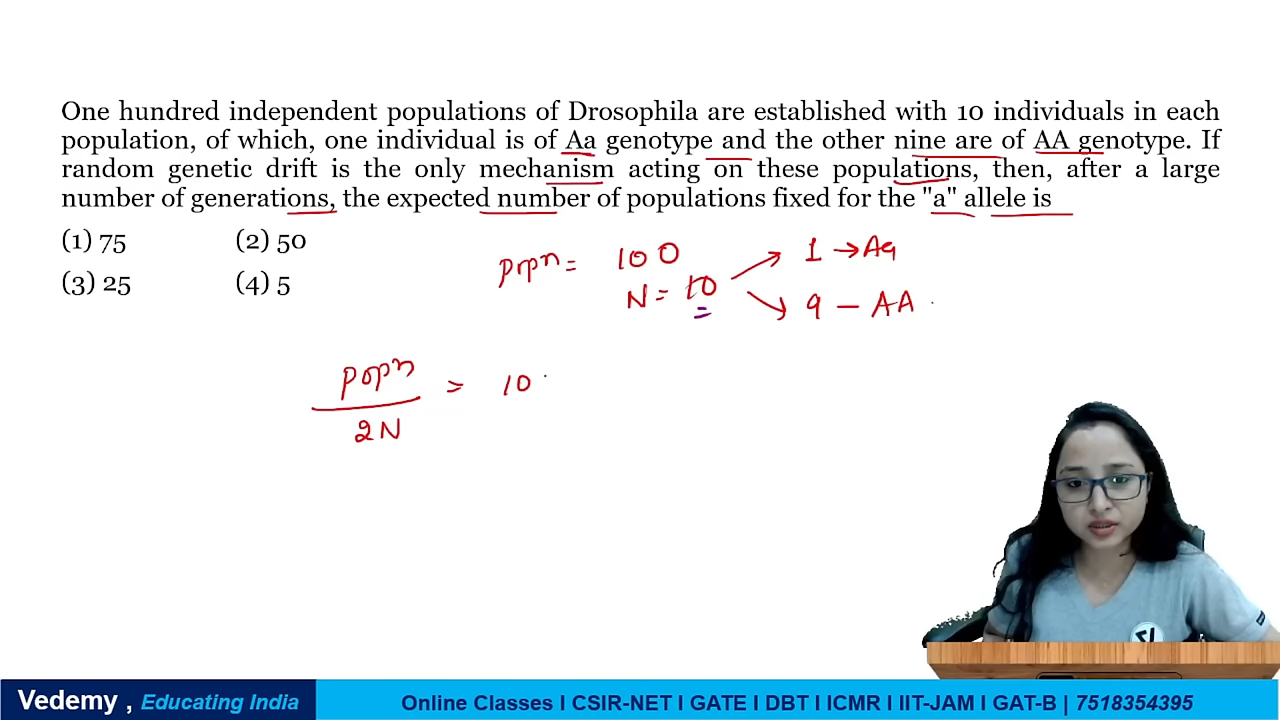 One hundred independent populations of Drosophila are established with 10 individuals in each
population, of which, one individual is of Aa genotype and the other nine are of AA genotype. If
random genetic drift is the only mechanism acting on these populations, then, after a large
number of generations, the expected number of populations fixed for the "a" allele is
(1) 75 (2) 50
(3) 25 (4) 5
popn = 100
1 → Aa
N = 10
9 - AA
popn = 10
2N
Vedemy , Educating India
Online Classes I CSIR-NET I GATE I DBT I ICMR I IIT-JAM I GAT-B | 7518354395